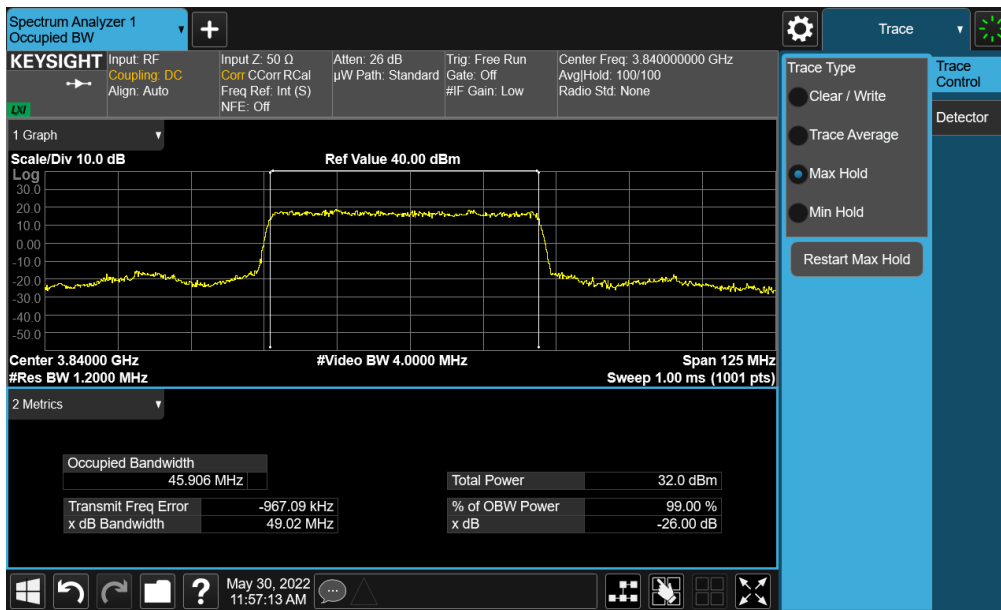 Spectrum Analyzer 1
Occupied BW
Trace
KEYSIGHT
LXI
Input: RF
Coupling: DC
Align: Auto
Input Z: 50 Ω
Corr CCorr RCal
Freq Ref: Int (S)
NFE: Off
Atten: 26 dB
µW Path: Standard
Trig: Free Run
Gate: Off
#IF Gain: Low
Center Freq: 3.840000000 GHz
Avg|Hold: 100/100
Radio Std: None
Trace Type
Clear / Write
Trace Average
Max Hold
Min Hold
Restart Max Hold
Trace
Control
Detector
1 Graph
Scale/Div 10.0 dB
Ref Value 40.00 dBm
Log
30.0
20.0
10.0
0.00
-10.0
-20.0
-30.0
-40.0
-50.0
Center 3.84000 GHz
#Video BW 4.0000 MHz
Span 125 MHz
#Res BW 1.2000 MHz
Sweep 1.00 ms (1001 pts)
2 Metrics
Occupied Bandwidth
45.906 MHz
Total Power 32.0 dBm
Transmit Freq Error -967.09 kHz
% of OBW Power 99.00 %
x dB Bandwidth 49.02 MHz
x dB -26.00 dB
?
May 30, 2022
11:57:13 AM